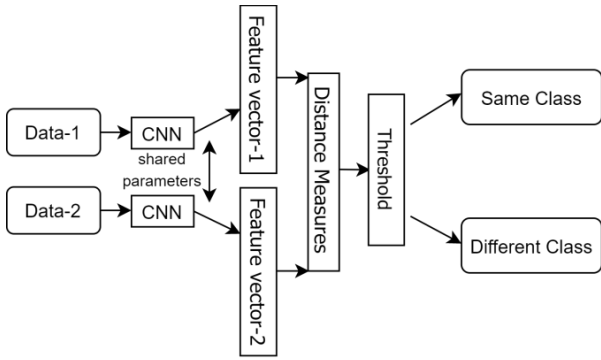 Data-1
CNN
shared
parameters
Data-2
CNN
Feature vector-1
Feature vector-2
Distance Measures
Threshold
Same Class
Different Class